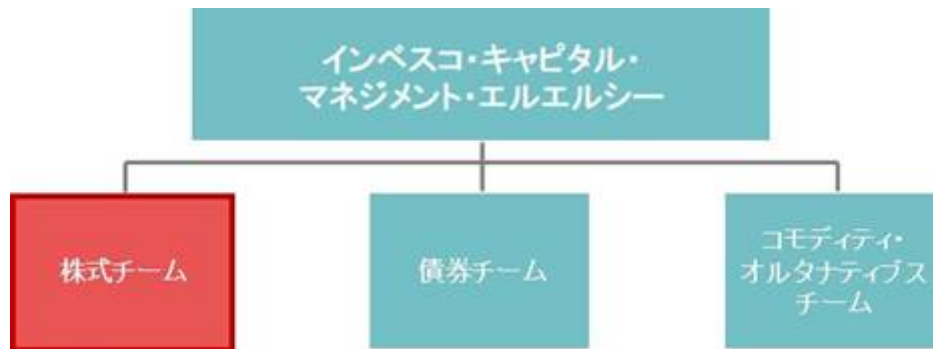 インベスコ・キャピタル・
マネジメント・エルエルシー
株式チーム
債券チーム
コモディティ・
オルタナティブス
チーム